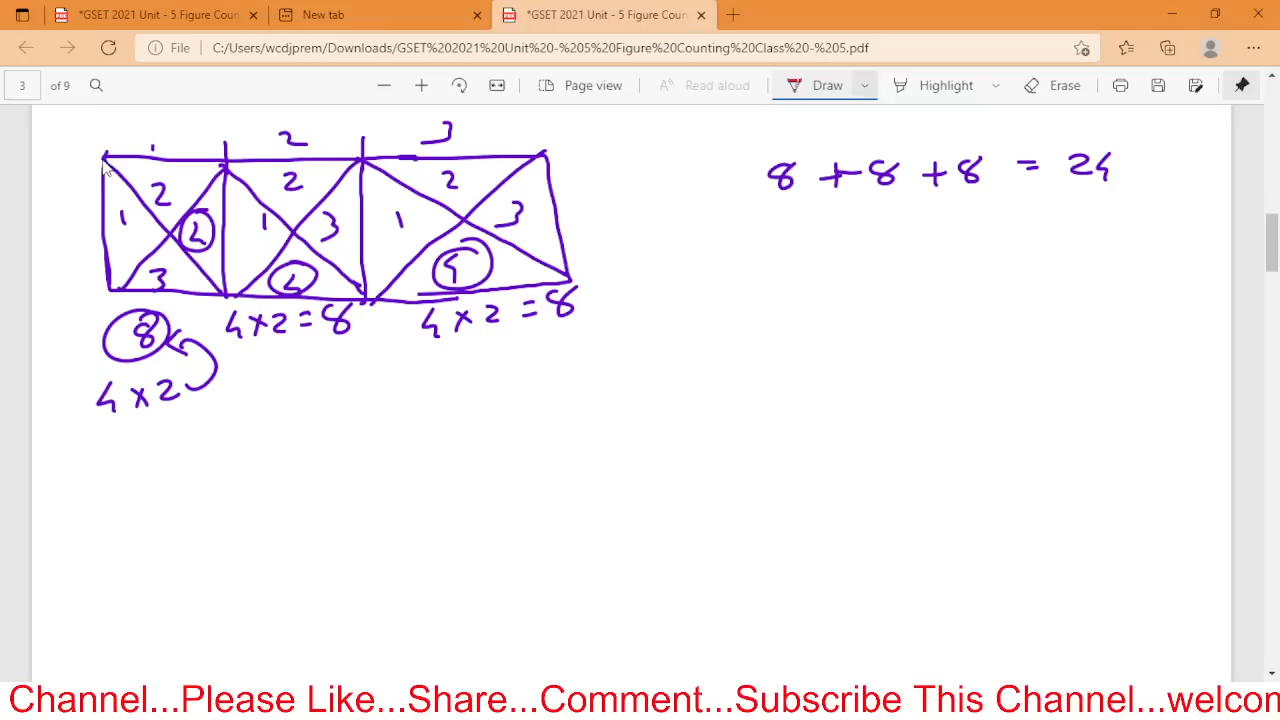 *GSET 2021 Unit - 5 Figure Coun
New tab
*GSET 2021 Unit - 5 Figure Coun
File C:/Users/wcdjprem/Downloads/GSET%202021%20Unit%20-%205%20Figure%20Counting%20Class%20-%205.pdf
3 of 9 Page view Read aloud Draw Highlight Erase
1 2 3
8 + 8 + 8 = 24
2 2 2
1 4 1 3 1 3
3 4 4
8 4 x 2 = 8 4 x 2 = 8
4 x 2
Channel...Please Like...Share...Comment...Subscribe This Channel...welcon